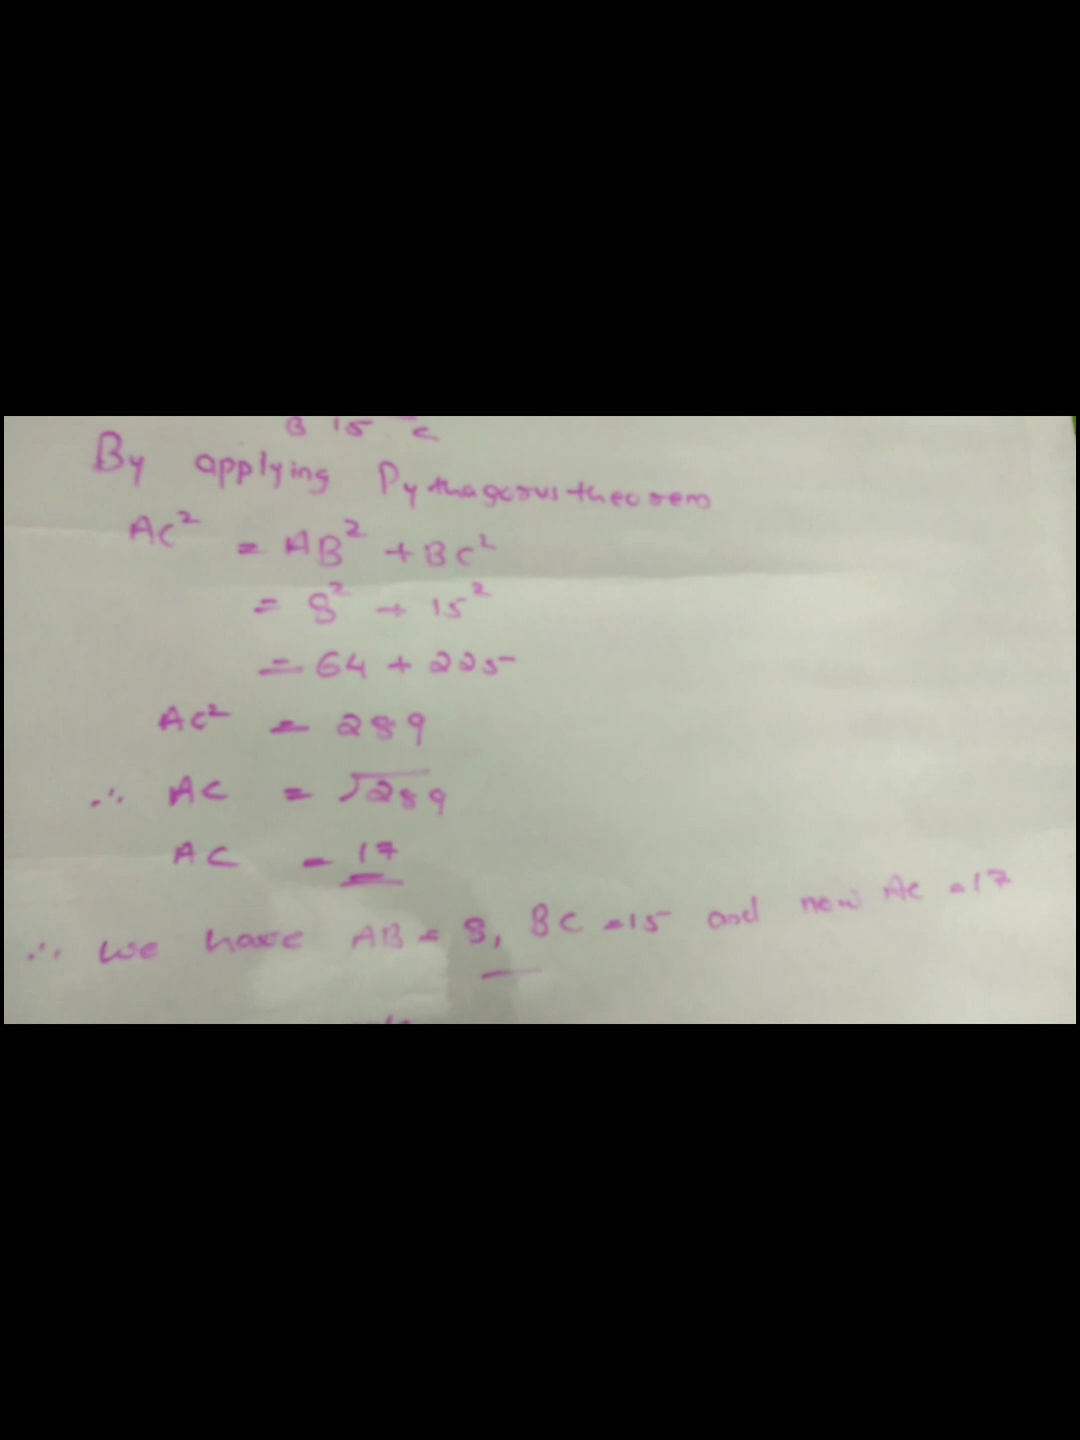 B 15 C
By applying Pythagorus theorem
AC² = AB² + BC²
= 8² + 15²
= 64 + 225
AC² = 289
∴ AC = √289
AC = 17
∴ we have AB = 8, BC = 15 and new AC = 17